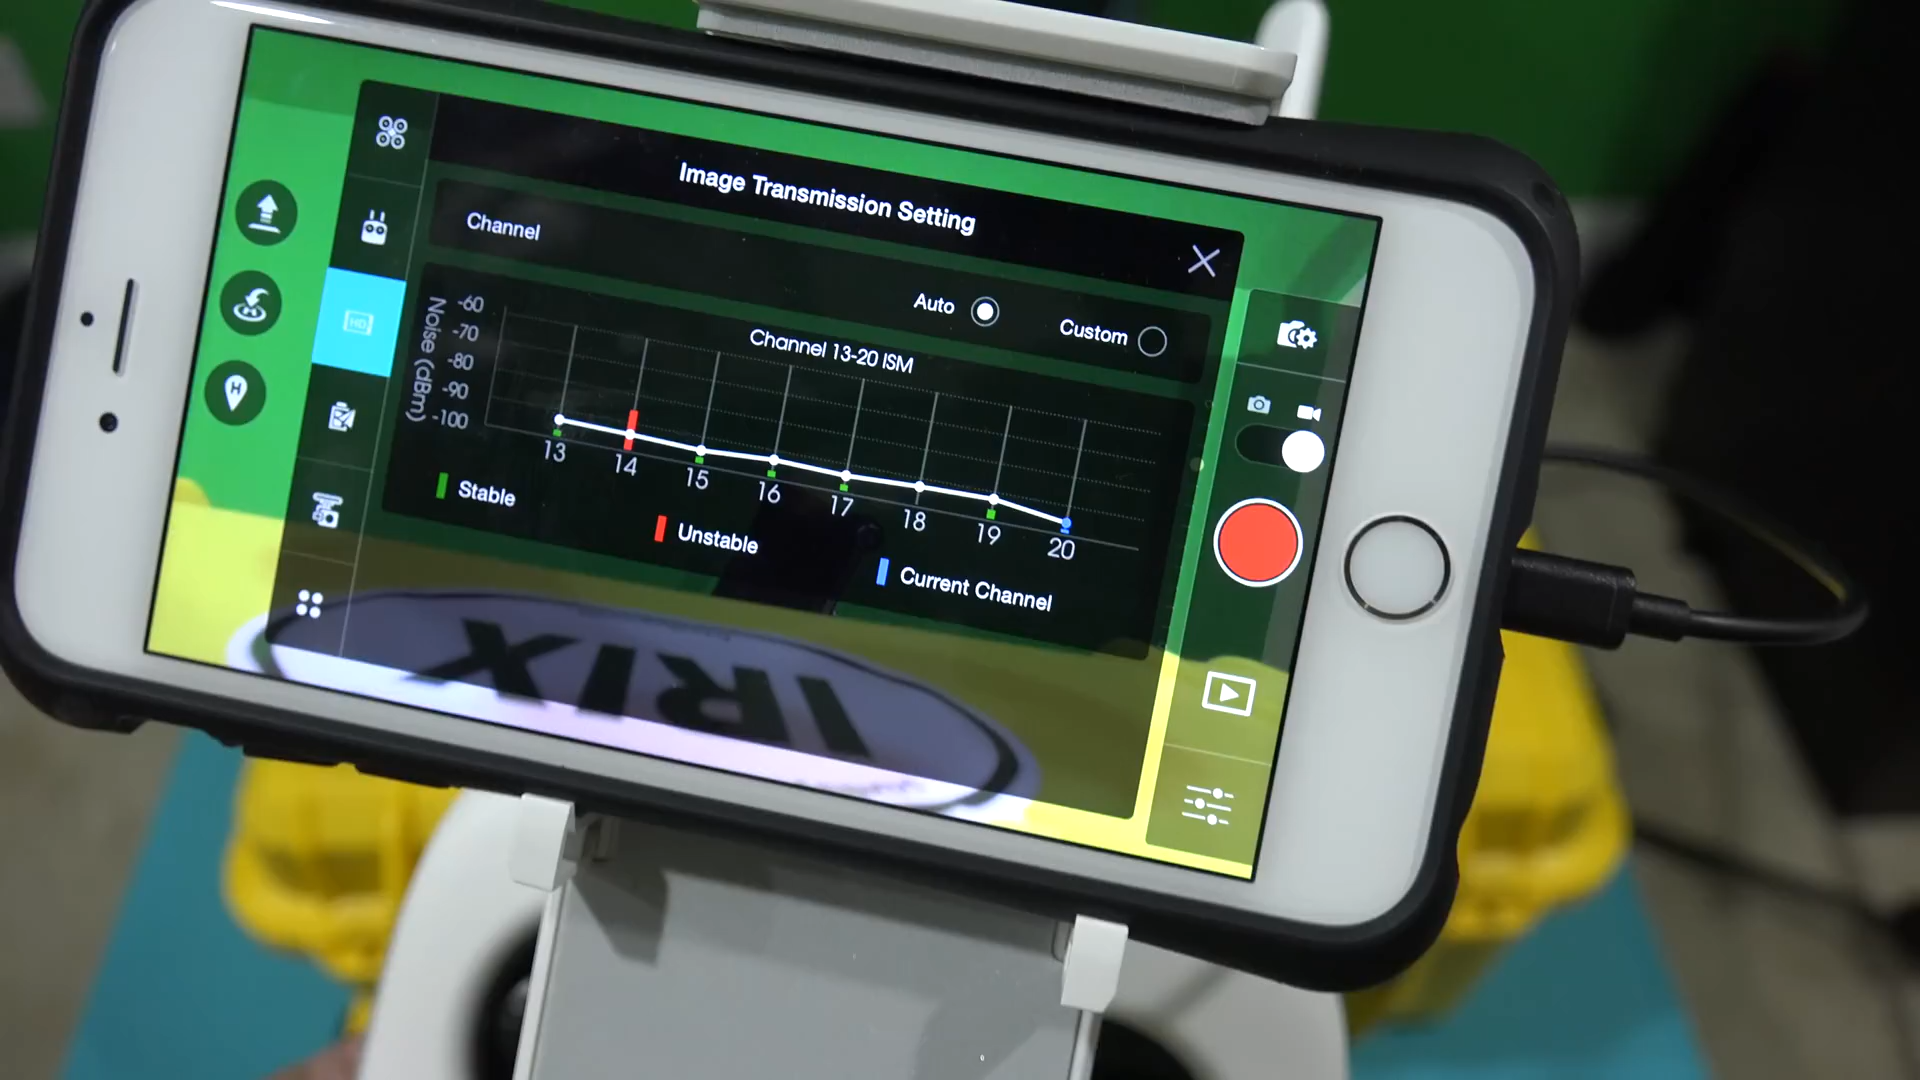 Image Transmission Setting
Channel
Auto
Custom
HD
Channel 13-20 ISM
Noise (dBm)
-60
-70
-80
-90
-100
13
14
15
16
17
18
19
20
Stable
Unstable
Current Channel
H
IRIX